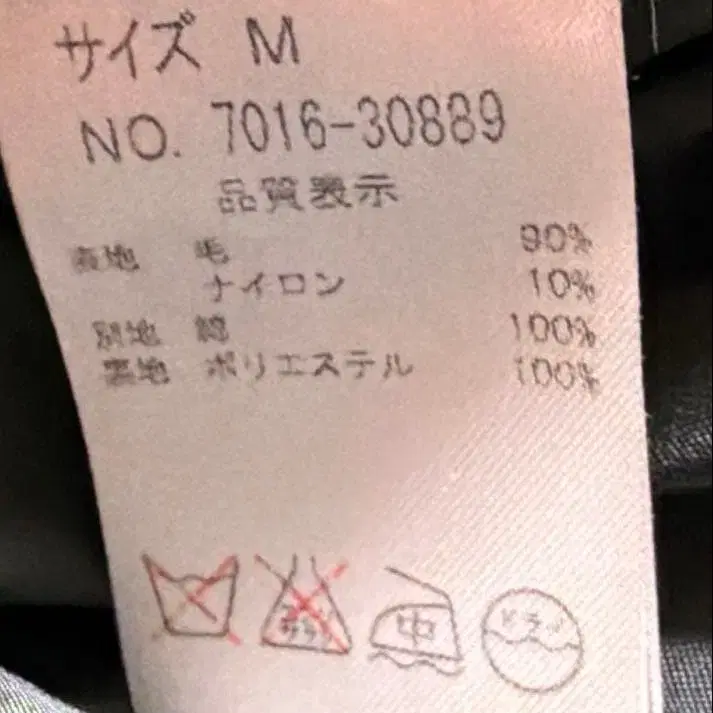 サイズ M
NO. 7016-30889
品質表示
表地 毛 90%
ナイロン 10%
別地 綿 100%
裏地 ポリエステル 100%
中 ドライ